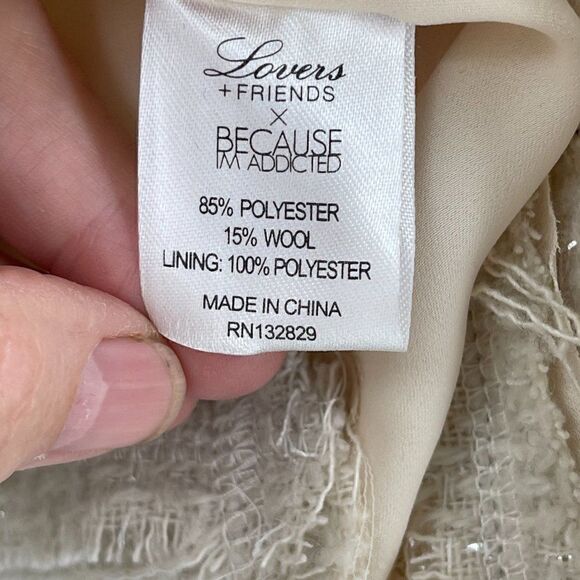 Lovers
+ FRIENDS
X
BECAUSE
IM ADDICTED
85% POLYESTER
15% WOOL
LINING: 100% POLYESTER
MADE IN CHINA
RN132829